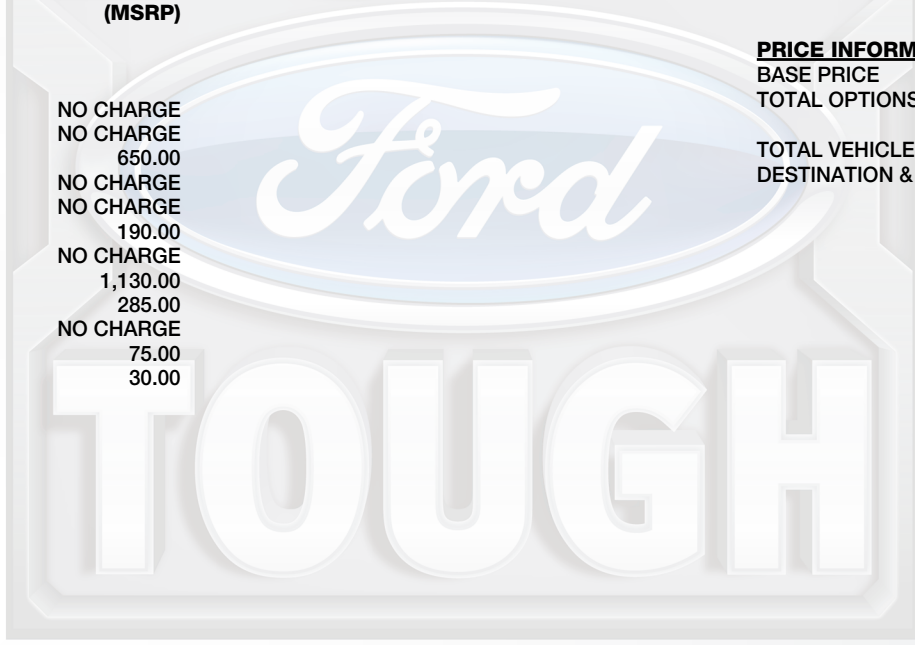 (MSRP)
NO CHARGE
NO CHARGE
650.00
NO CHARGE
NO CHARGE
190.00
NO CHARGE
1,130.00
285.00
NO CHARGE
75.00
30.00
PRICE INFORM
BASE PRICE
TOTAL OPTIONS
TOTAL VEHICLE
DESTINATION &
Ford
TOUGH